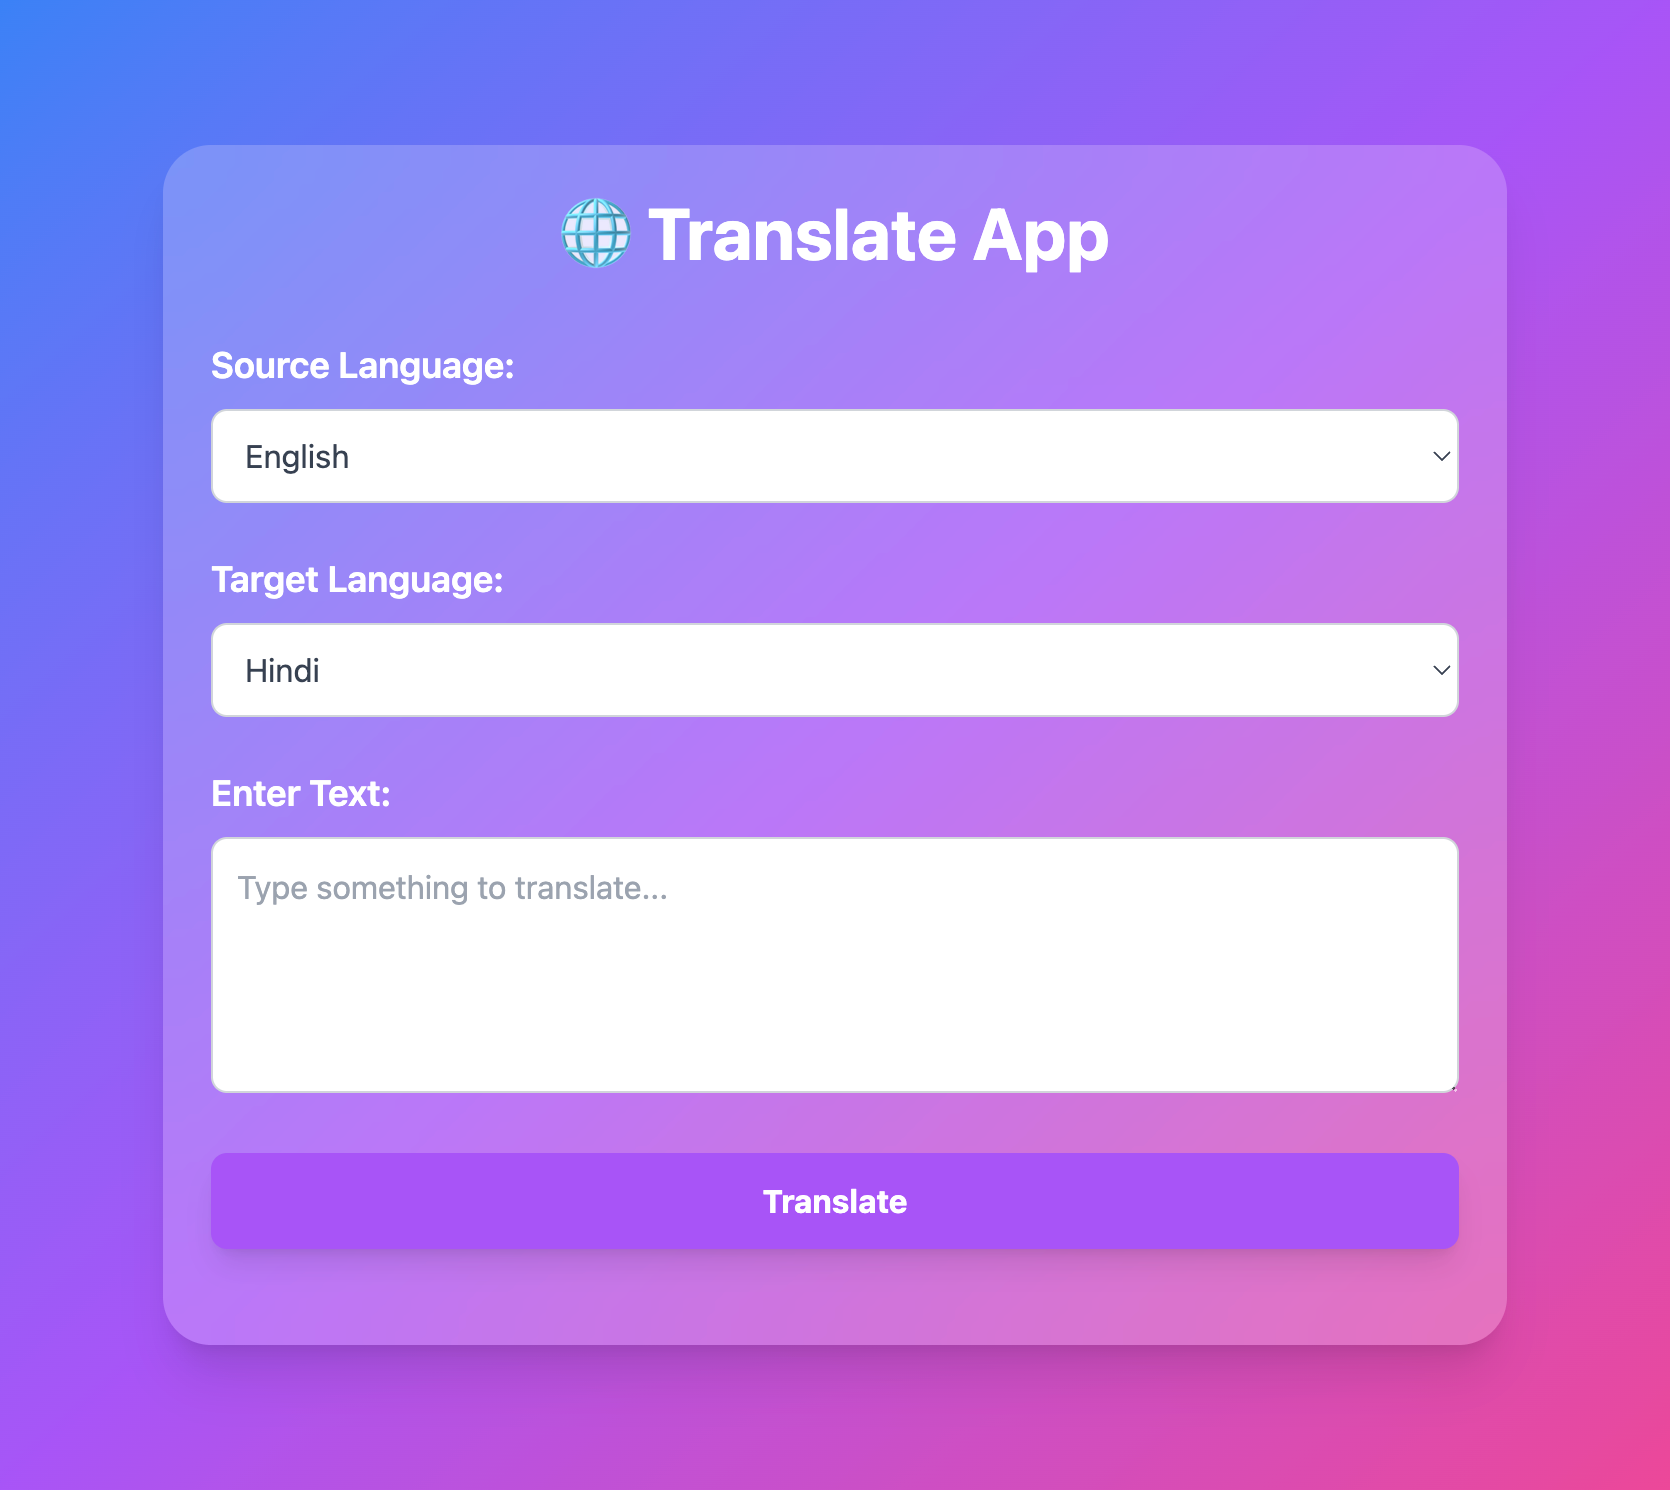 🌐 Translate App
Source Language:
English
Target Language:
Hindi
Enter Text:
Type something to translate...
Translate